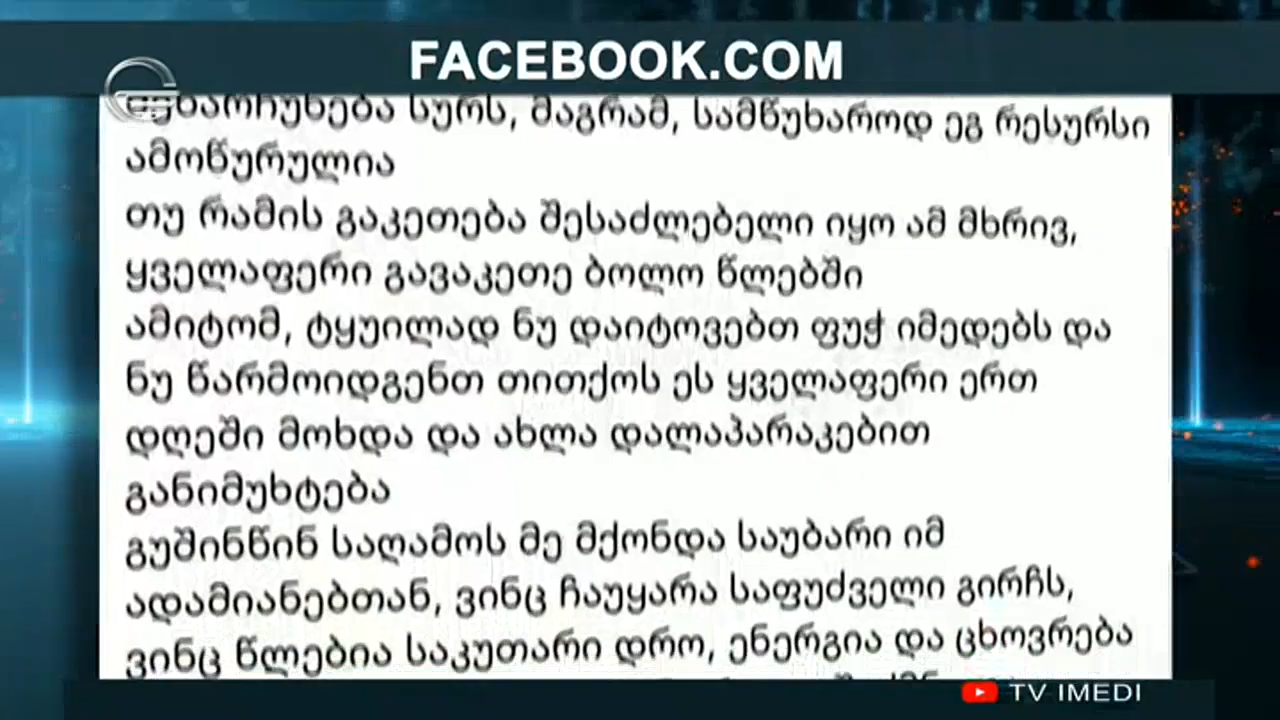 FACEBOOK.COM
სურს, მაგრამ, სამწუხაროდ ეგ რესურსი
ამოწურულია
თუ რამის გაკეთება შესაძლებელი იყო ამ მხრივ,
ყველაფერი გავაკეთე ბოლო წლებში
ამიტომ, ტყუილად ნუ დაიტოვებთ ფუჭ იმედებს და
ნუ წარმოიდგენთ თითქოს ეს ყველაფერი ერთ
დღეში მოხდა და ახლა დალაპარაკებით
განიმუხტება
გუშინწინ საღამოს მე მქონდა საუბარი იმ
ადამიანებთან, ვინც ჩაუყარა საფუძველი გირჩს,
ვინც წლებია საკუთარი დრო, ენერგია და ცხოვრება
TV IMEDI